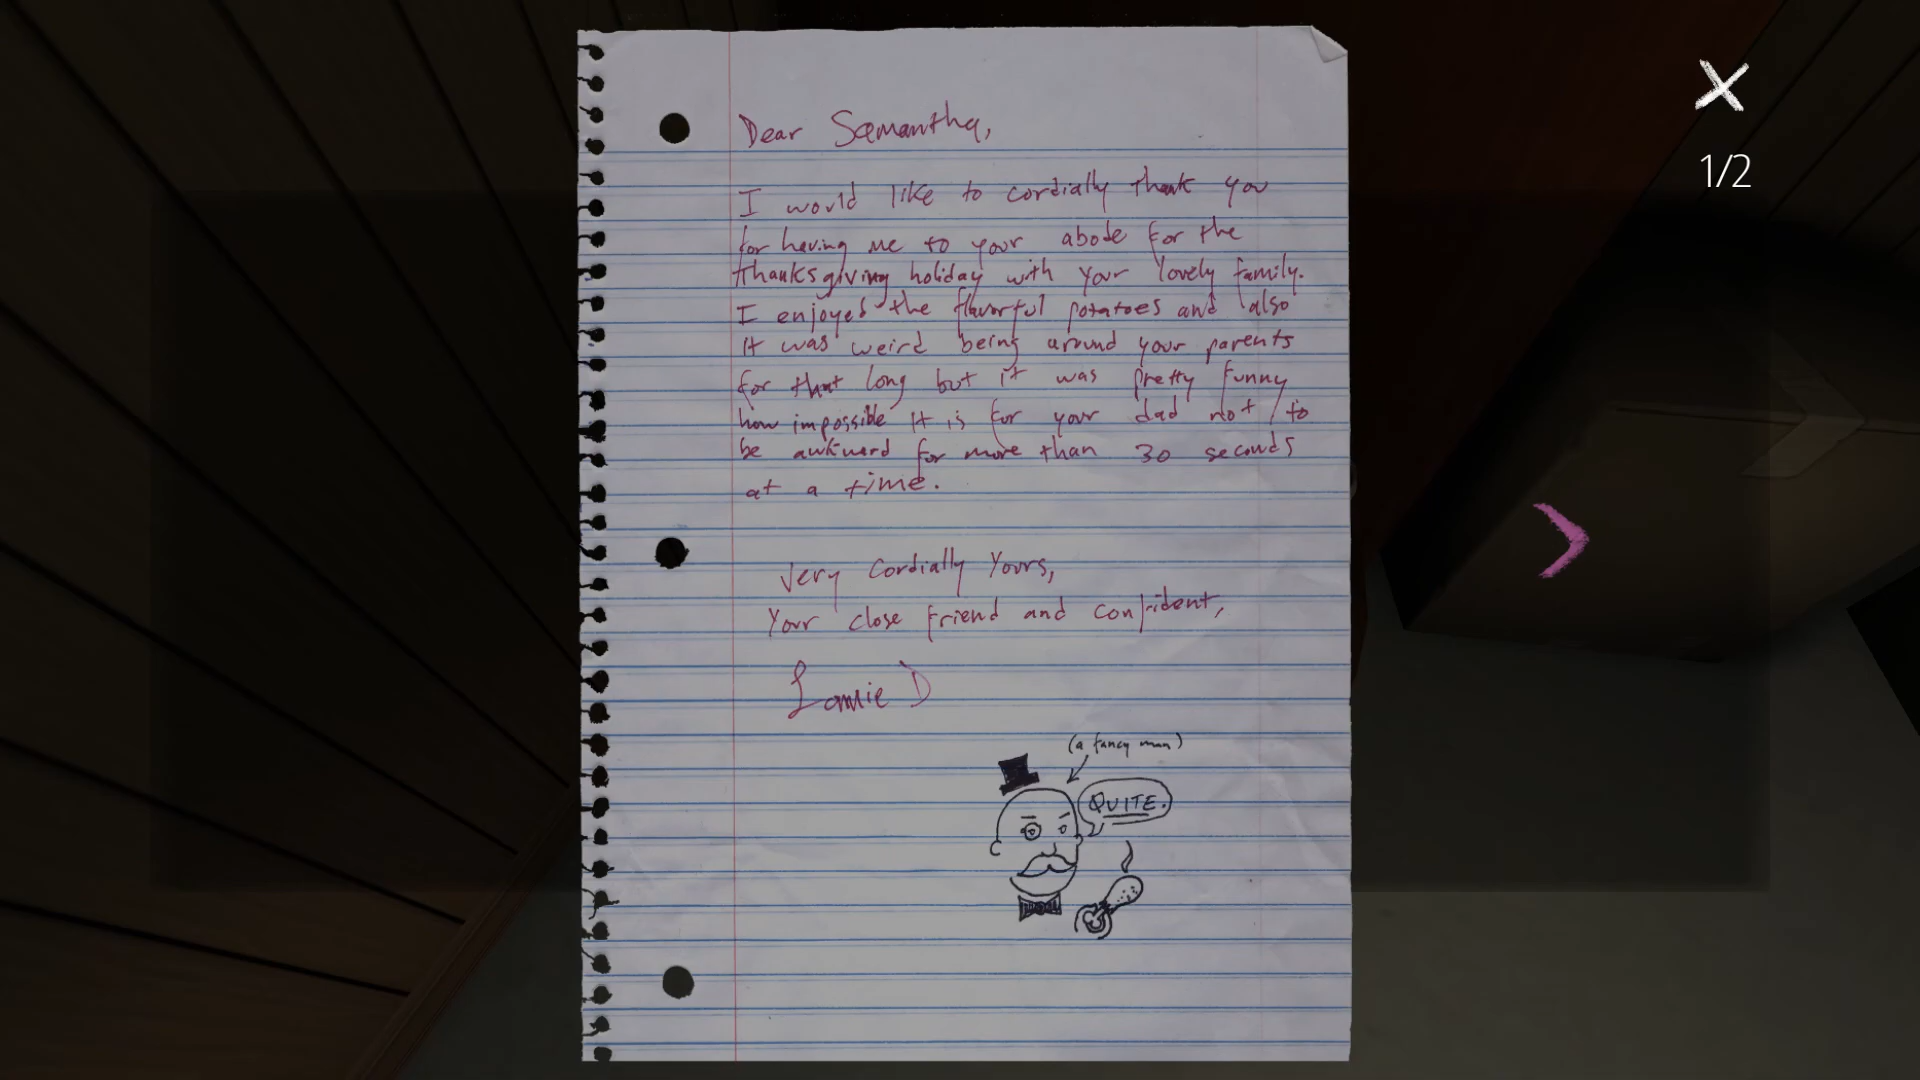 1/2
Dear Samantha,
I would like to cordially thank you
for having me to your abode for the
thanksgiving holiday with your lovely family.
I enjoyed the flavorful potatoes and also
it was weird being around your parents
for that long but it was pretty funny
how impossible it is for your dad not to
be awkward for more than 30 seconds
at a time.
Very Cordially Yours,
Your close friend and confident,
Lonnie D
(a fancy man)
QUITE.